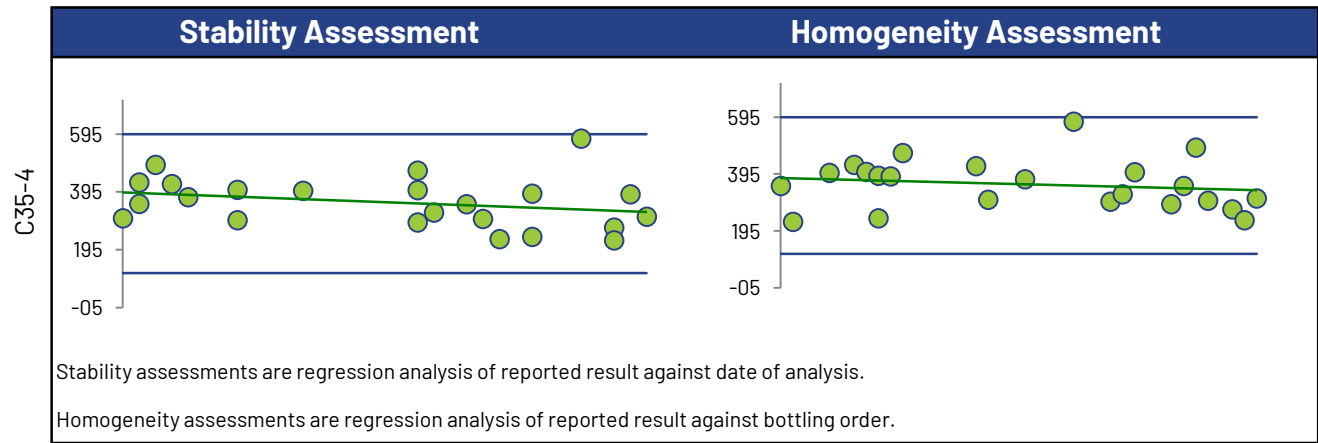 Stability Assessment
Homogeneity Assessment
C35-4
595
395
195
-05
595
395
195
-05
Stability assessments are regression analysis of reported result against date of analysis.
Homogeneity assessments are regression analysis of reported result against bottling order.